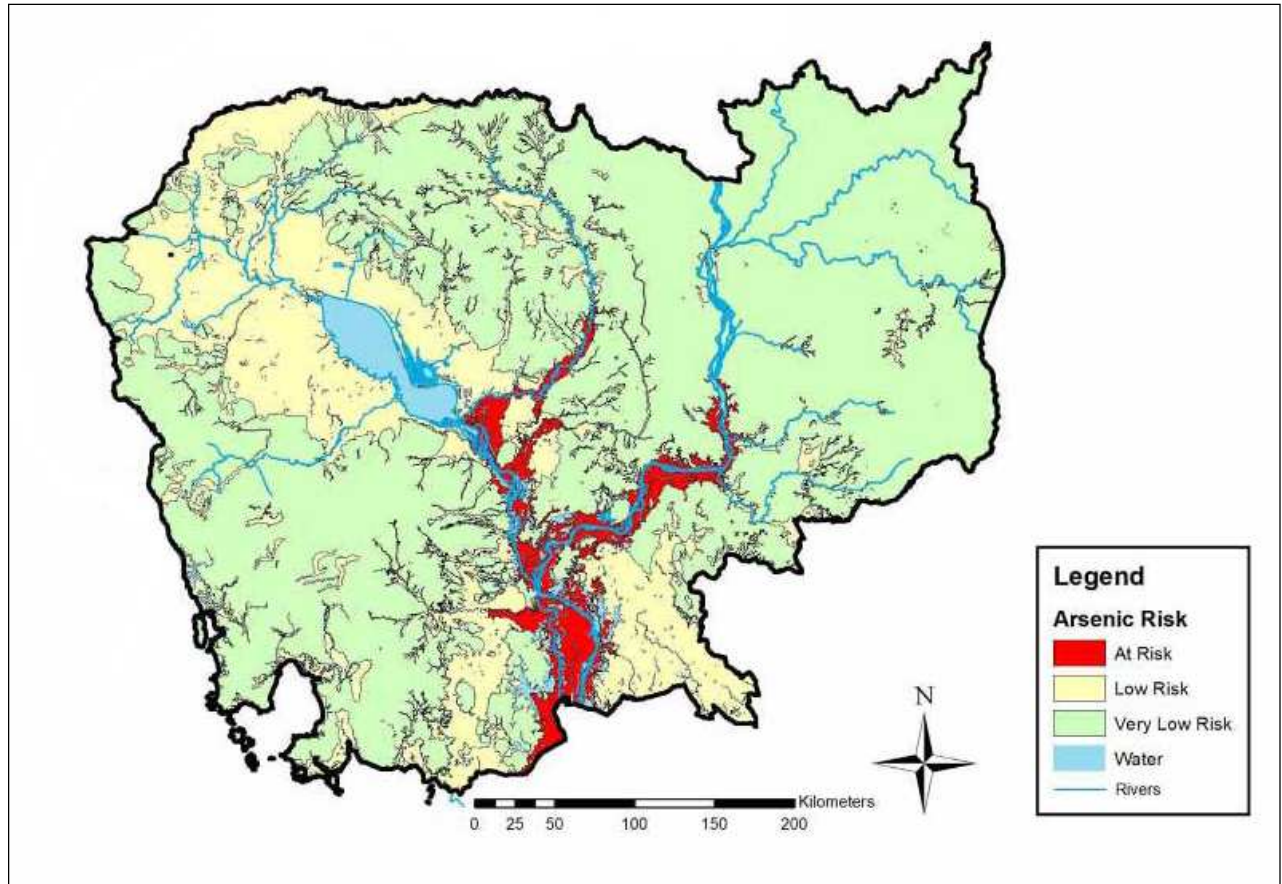 Legend
Arsenic Risk
At Risk
Low Risk
Very Low Risk
Water
Rivers
N
Kilometers
0 25 50 100 150 200